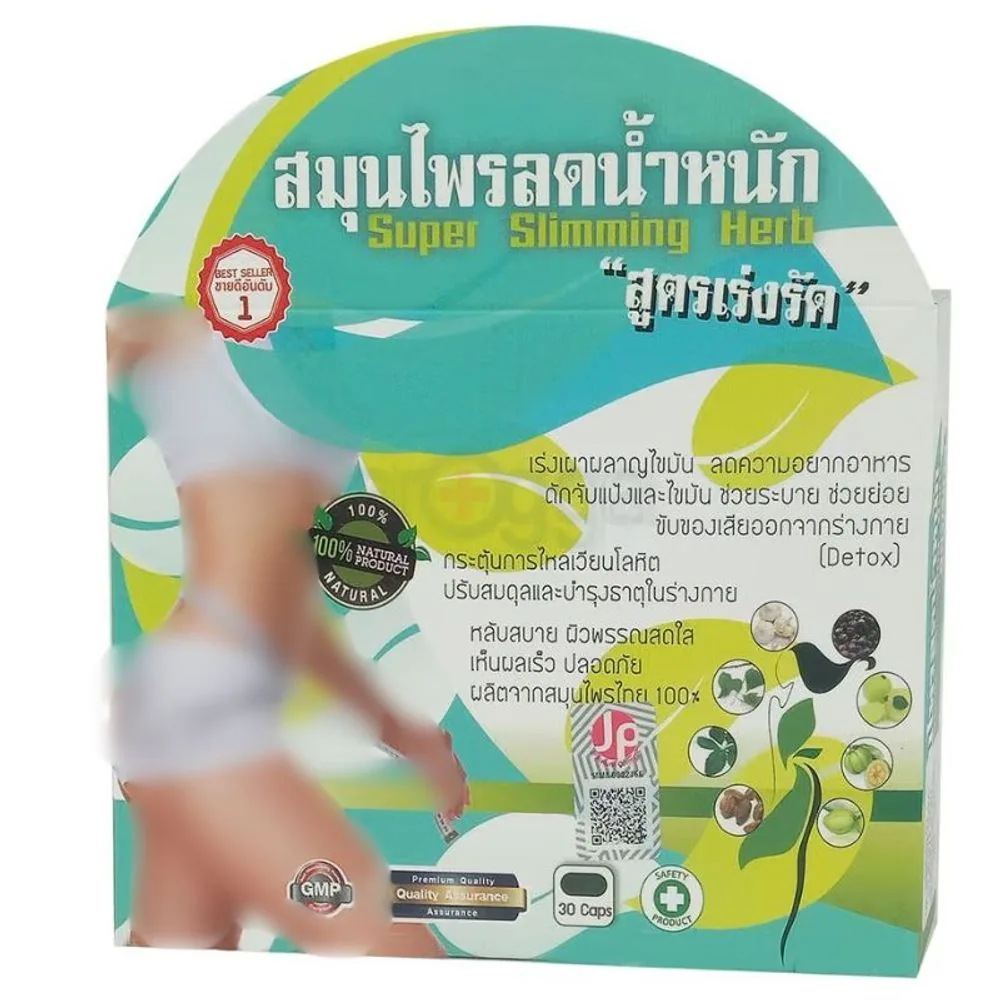 สมุนไพรลดน้ำหนัก
Super Slimming Herb
"สูตรเร่งรัด"
BEST SELLER
ขายดีอันดับ
1
เร่งเผาผลาญไขมัน ลดความอยากอาหาร
ดักจับแป้งและไขมัน ช่วยระบาย ช่วยย่อย
ขับของเสียออกจากร่างกาย
(Detox)
100%
100% NATURAL PRODUCT
NATURAL
กระตุ้นการไหลเวียนโลหิต
ปรับสมดุลและบำรุงธาตุในร่างกาย
หลับสบาย ผิวพรรณสดใส
เห็นผลเร็ว ปลอดภัย
ผลิตจากสมุนไพรไทย 100%
JP
GMP
Premium Quality
Quality Assurance
Assurance
30 Caps
SAFETY
PRODUCT